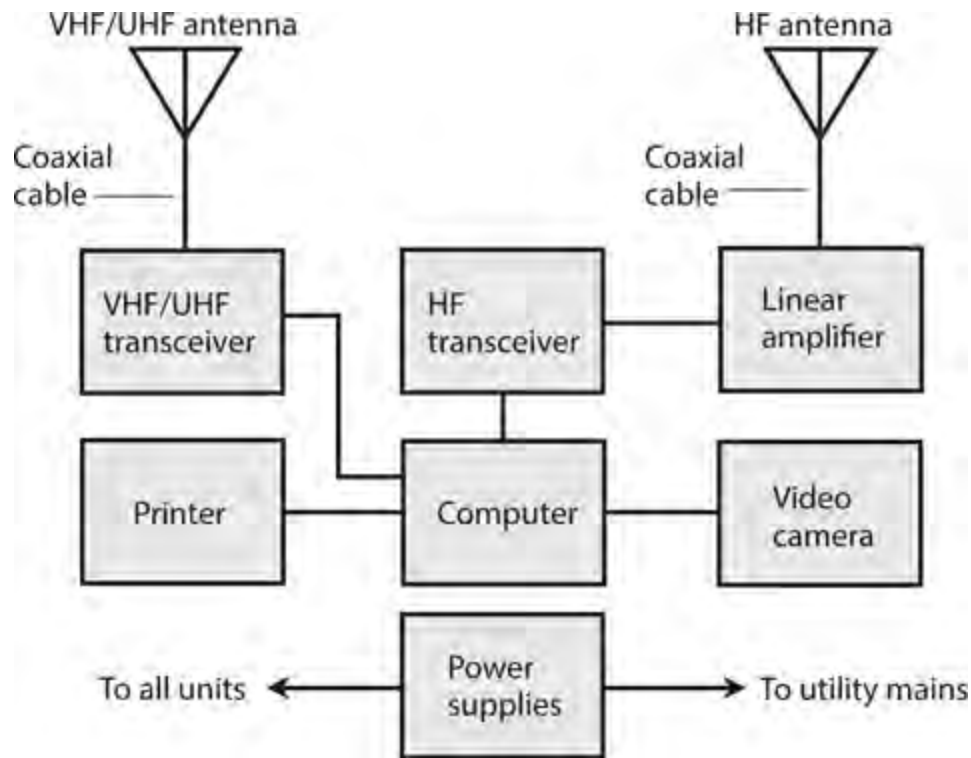 VHF/UHF antenna
HF antenna
Coaxial
cable
Coaxial
cable
VHF/UHF
transceiver
HF
transceiver
Linear
amplifier
Printer
Computer
Video
camera
Power
supplies
To all units
To utility mains